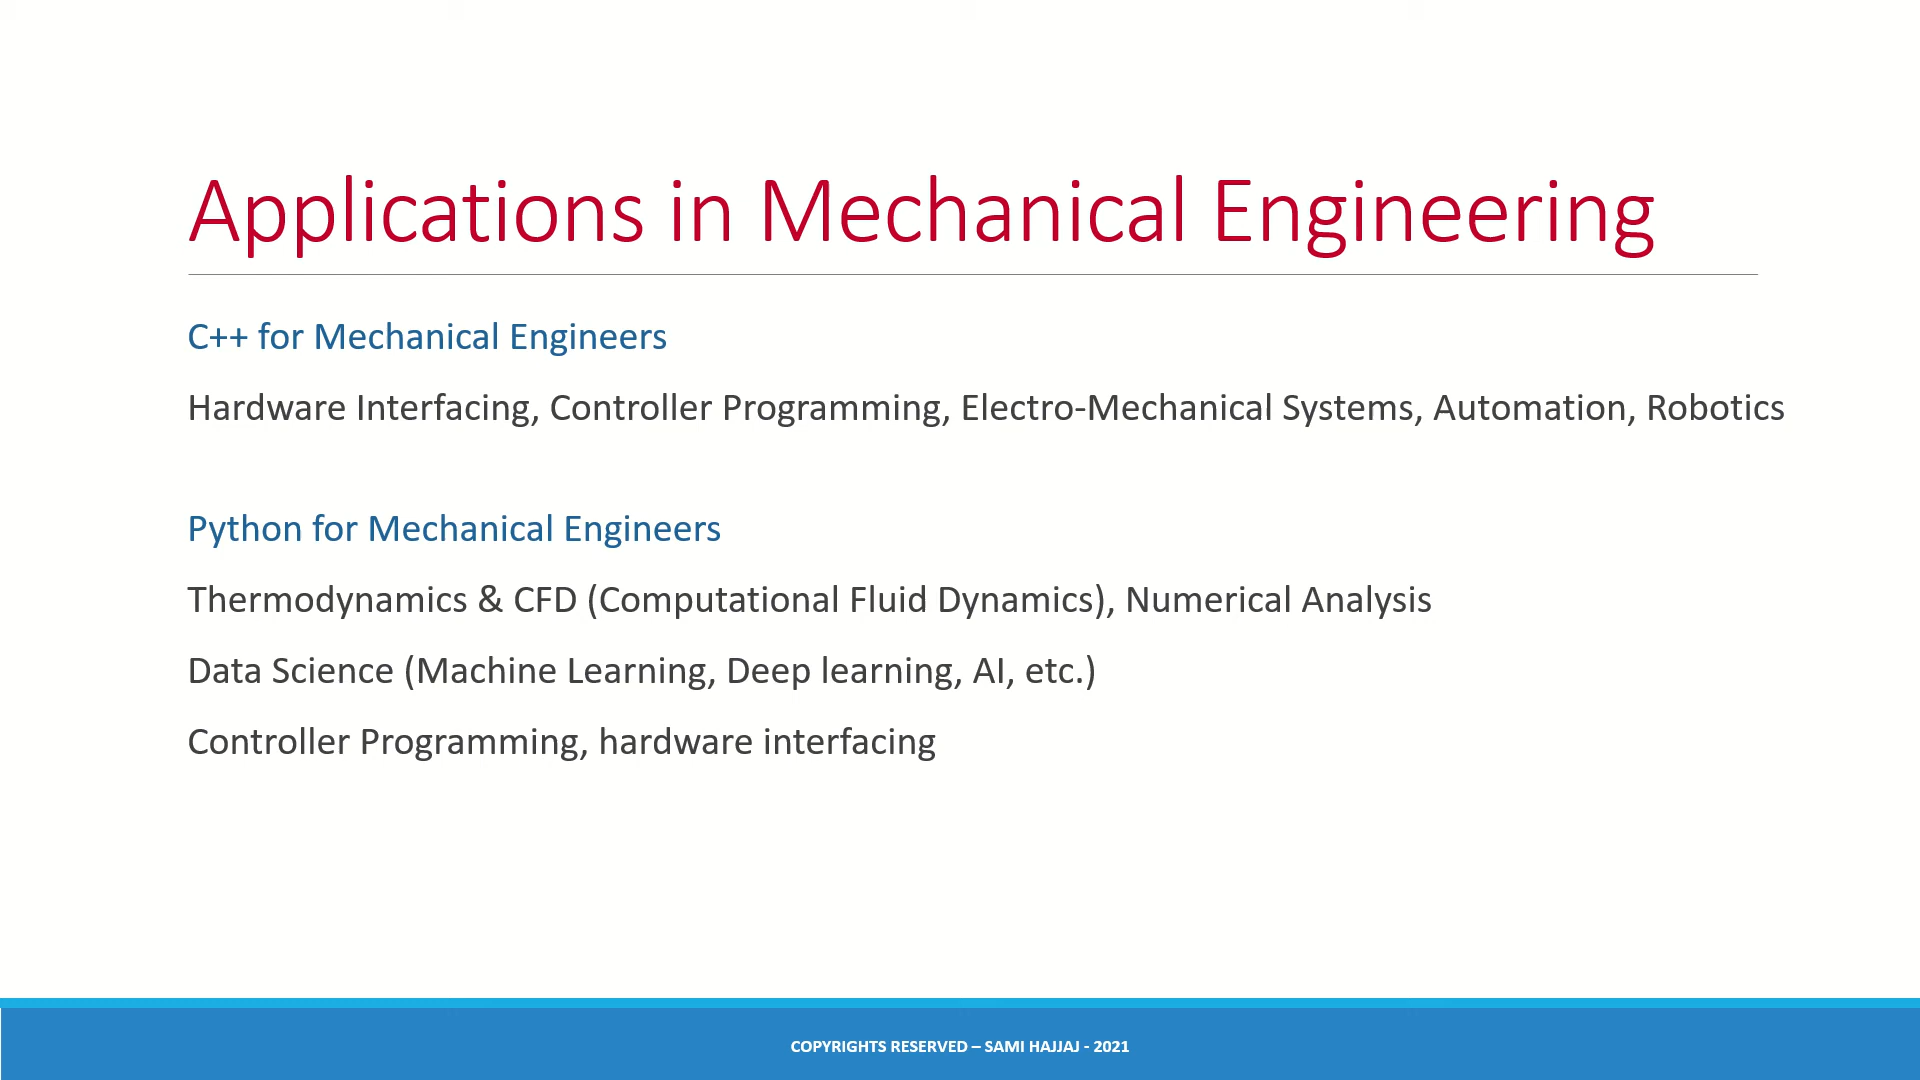 Applications in Mechanical Engineering
C++ for Mechanical Engineers
Hardware Interfacing, Controller Programming, Electro-Mechanical Systems, Automation, Robotics
Python for Mechanical Engineers
Thermodynamics & CFD (Computational Fluid Dynamics), Numerical Analysis
Data Science (Machine Learning, Deep learning, AI, etc.)
Controller Programming, hardware interfacing
COPYRIGHTS RESERVED – SAMI HAJJAJ - 2021